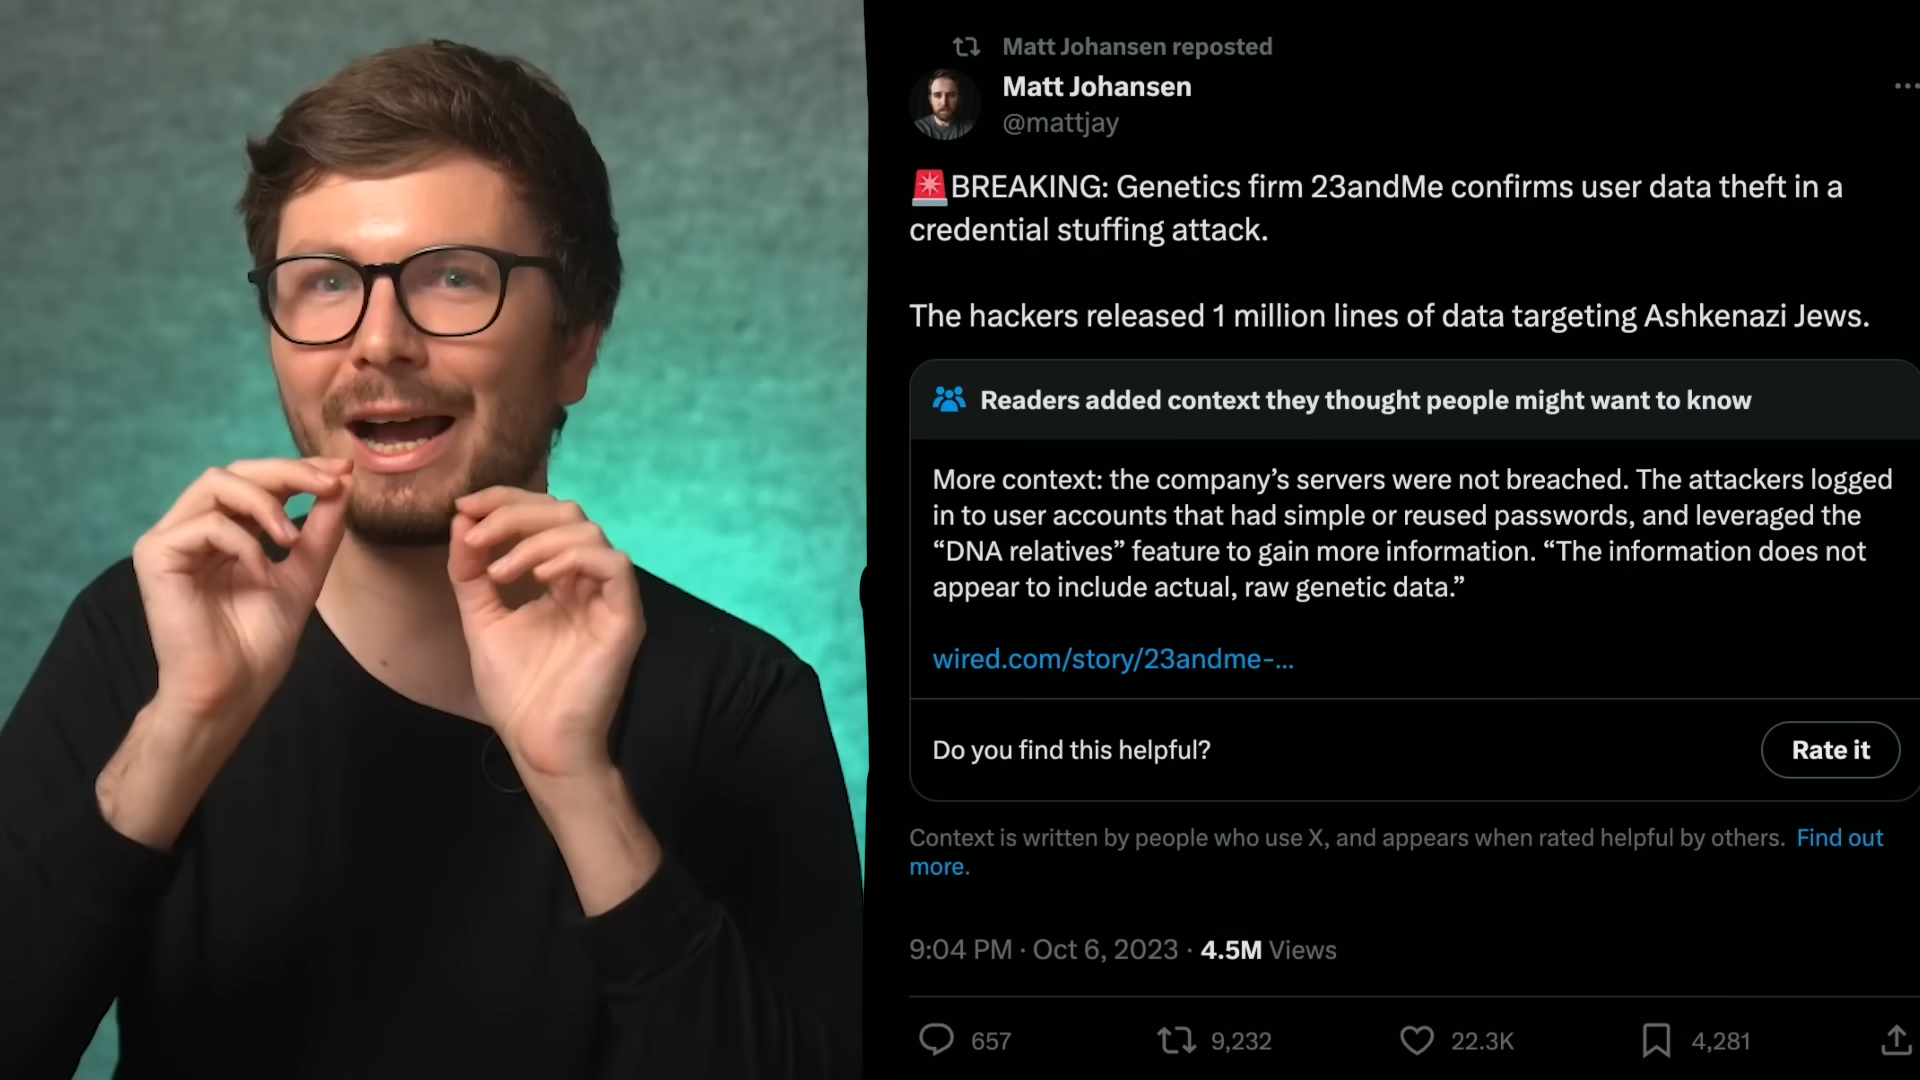 Matt Johansen reposted
Matt Johansen
@mattjay
🚨BREAKING: Genetics firm 23andMe confirms user data theft in a
credential stuffing attack.
The hackers released 1 million lines of data targeting Ashkenazi Jews.
Readers added context they thought people might want to know
More context: the company’s servers were not breached. The attackers logged
in to user accounts that had simple or reused passwords, and leveraged the
“DNA relatives” feature to gain more information. “The information does not
appear to include actual, raw genetic data.”
wired.com/story/23andme-…
Do you find this helpful?
Rate it
Context is written by people who use X, and appears when rated helpful by others. Find out
more.
9:04 PM · Oct 6, 2023 · 4.5M Views
657 9,232 22.3K 4,281